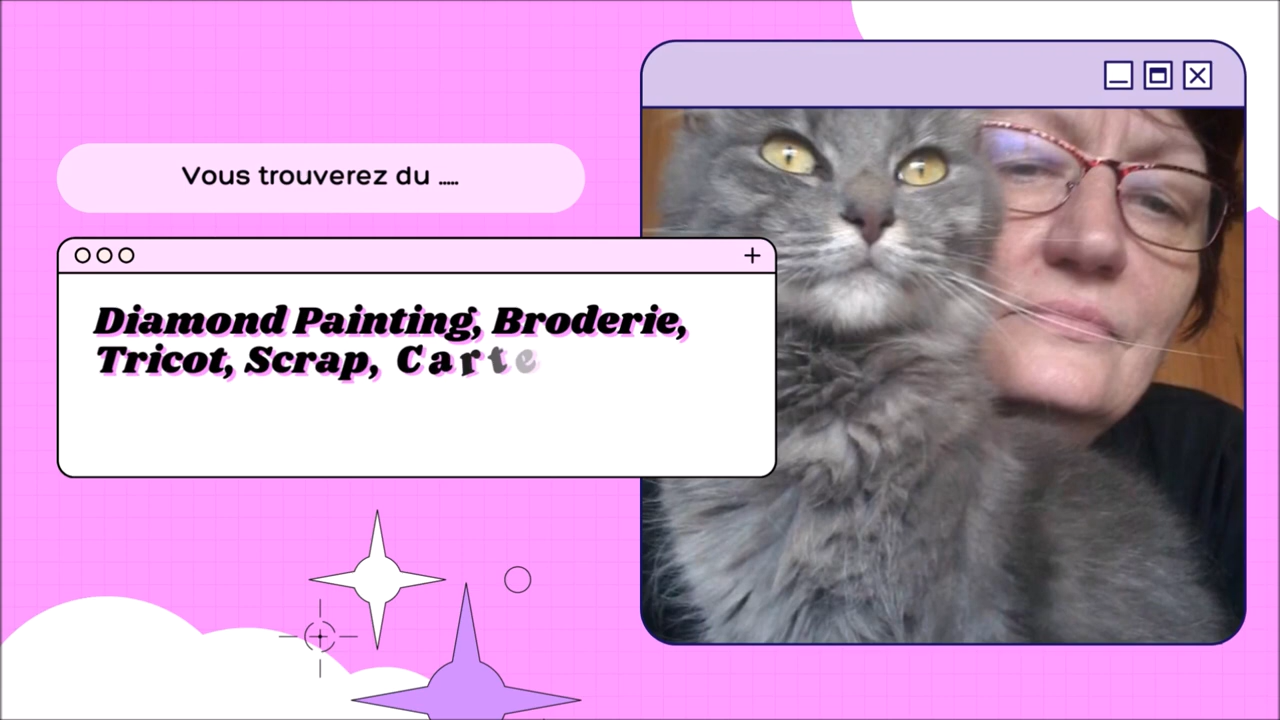 Vous trouverez du .....
Diamond Painting, Broderie,
Tricot, Scrap, Carte